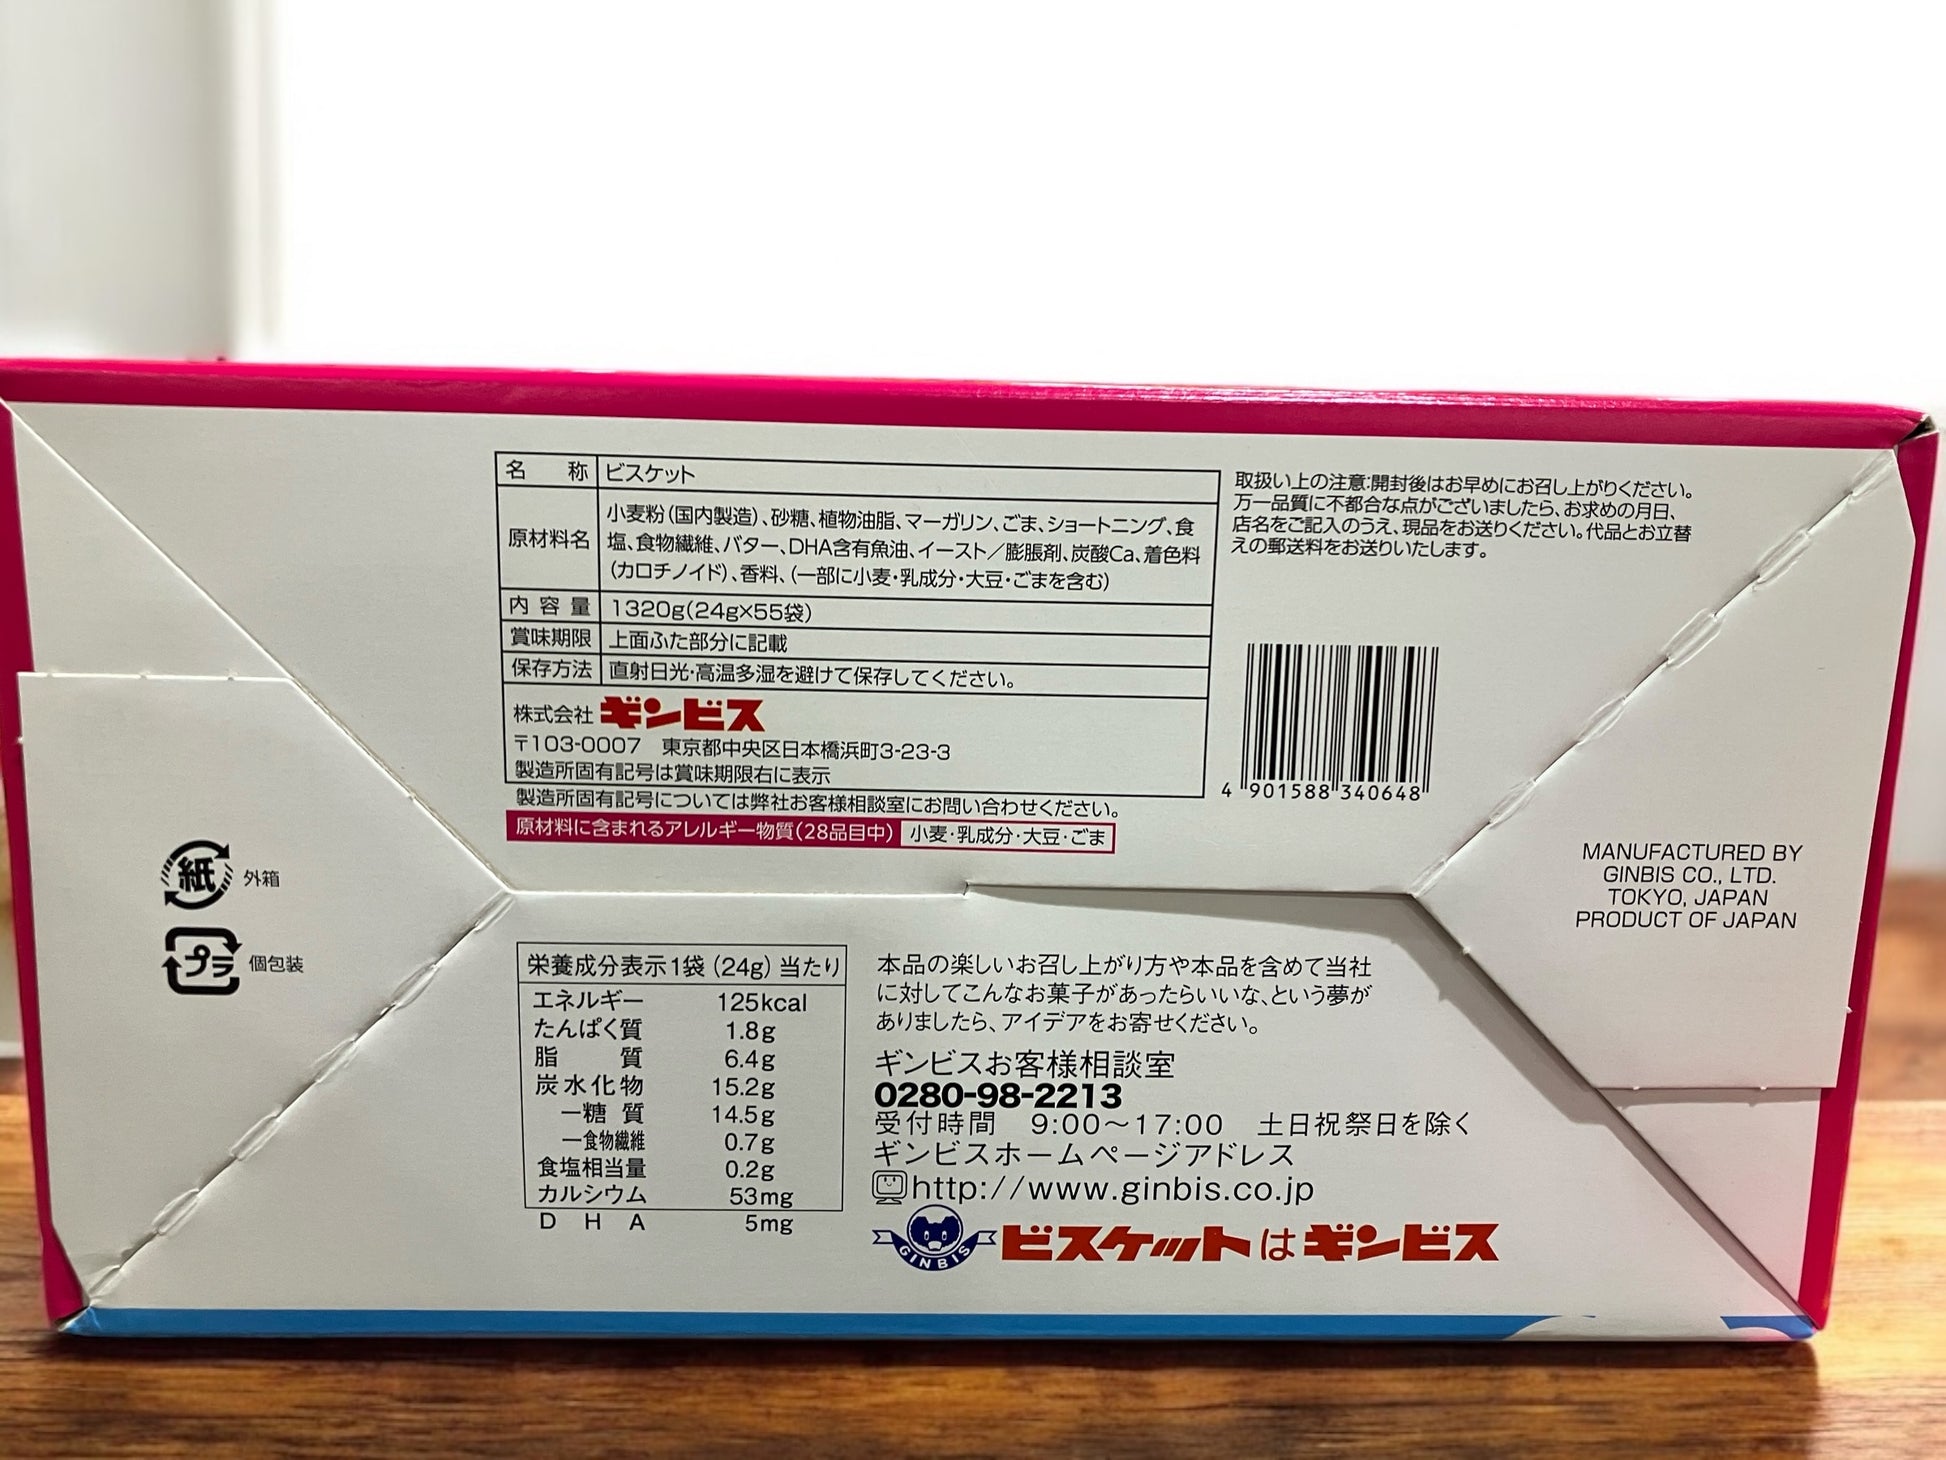 名称 ビスケット
原材料名 小麦粉(国内製造)、砂糖、植物油脂、マーガリン、ごま、ショートニング、食
塩、食物繊維、バター、DHA含有魚油、イースト/膨脹剤、炭酸Ca、着色料
(カロチノイド)、香料、(一部に小麦・乳成分・大豆・ごまを含む)
内容量 1320g(24g×55袋)
賞味期限 上面ふた部分に記載
保存方法 直射日光・高温多湿を避けて保存してください。
株式会社 ギンビス
〒103-0007 東京都中央区日本橋浜町3-23-3
製造所固有記号は賞味期限右に表示
製造所固有記号については弊社お客様相談室にお問い合わせください。
原材料に含まれるアレルギー物質(28品目中) 小麦・乳成分・大豆・ごま
取扱い上の注意:開封後はお早めにお召し上がりください。
万一品質に不都合な点がございましたら、お求めの月日、
店名をご記入のうえ、現品をお送りください。代品とお立替
えの郵送料をお送りいたします。
4 901588 340648
紙 外箱
プラ 個包装
MANUFACTURED BY
GINBIS CO., LTD.
TOKYO, JAPAN
PRODUCT OF JAPAN
栄養成分表示1袋(24g)当たり
エネルギー 125kcal
たんぱく質 1.8g
脂質 6.4g
炭水化物 15.2g
―糖質 14.5g
―食物繊維 0.7g
食塩相当量 0.2g
カルシウム 53mg
DHA 5mg
本品の楽しいお召し上がり方や本品を含めて当社
に対してこんなお菓子があったらいいな、という夢が
ありましたら、アイデアをお寄せください。
ギンビスお客様相談室
0280-98-2213
受付時間 9:00〜17:00 土日祝祭日を除く
ギンビスホームページアドレス
http://www.ginbis.co.jp
GINBIS ビスケットはギンビス